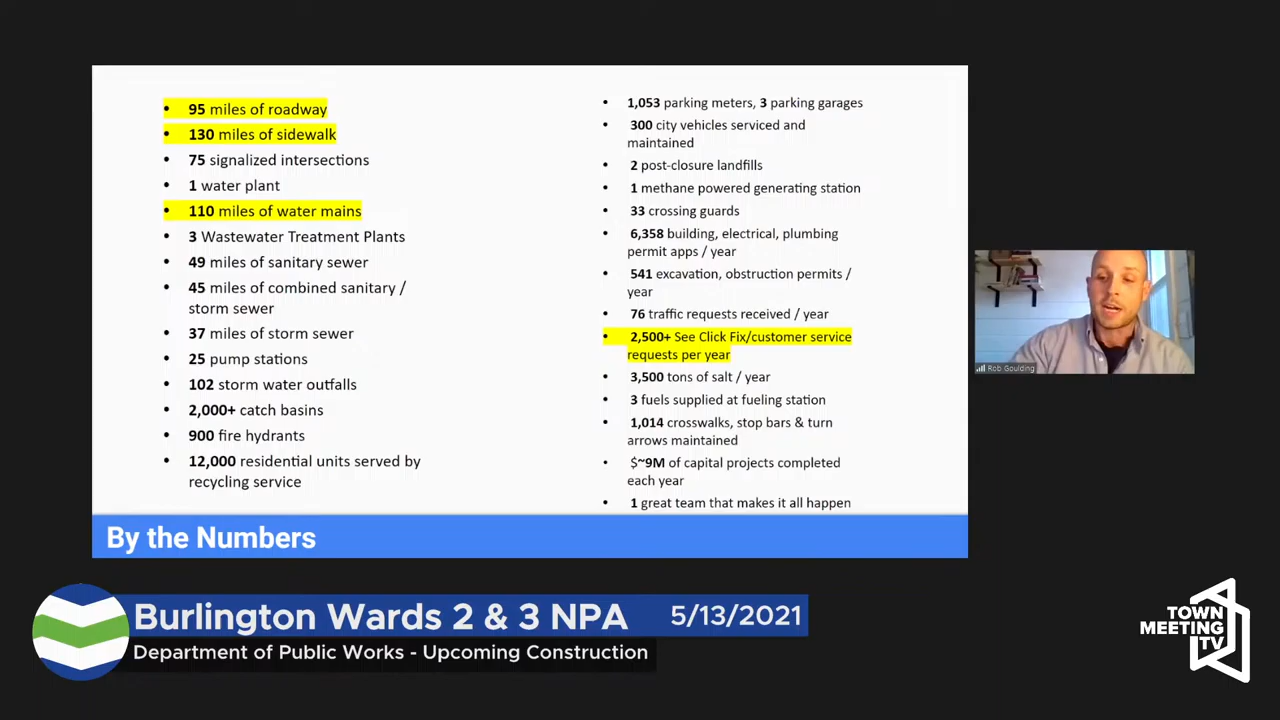 • 95 miles of roadway
• 130 miles of sidewalk
• 75 signalized intersections
• 1 water plant
• 110 miles of water mains
• 3 Wastewater Treatment Plants
• 49 miles of sanitary sewer
• 45 miles of combined sanitary /
storm sewer
• 37 miles of storm sewer
• 25 pump stations
• 102 storm water outfalls
• 2,000+ catch basins
• 900 fire hydrants
• 12,000 residential units served by
recycling service
• 1,053 parking meters, 3 parking garages
• 300 city vehicles serviced and
maintained
• 2 post-closure landfills
• 1 methane powered generating station
• 33 crossing guards
• 6,358 building, electrical, plumbing
permit apps / year
• 541 excavation, obstruction permits /
year
• 76 traffic requests received / year
• 2,500+ See Click Fix/customer service
requests per year
• 3,500 tons of salt / year
• 3 fuels supplied at fueling station
• 1,014 crosswalks, stop bars & turn
arrows maintained
• $~9M of capital projects completed
each year
• 1 great team that makes it all happen
By the Numbers
Rob Goulding
Burlington Wards 2 & 3 NPA 5/13/2021
Department of Public Works - Upcoming Construction
TOWN
MEETING
TV